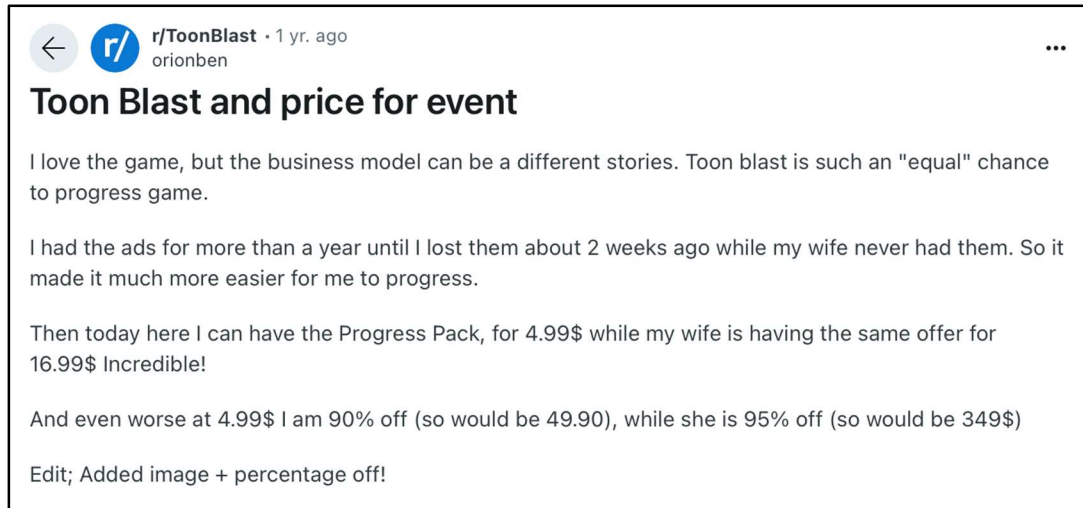 r/ToonBlast • 1 yr. ago
orionben
Toon Blast and price for event
I love the game, but the business model can be a different stories. Toon blast is such an "equal" chance
to progress game.
I had the ads for more than a year until I lost them about 2 weeks ago while my wife never had them. So it
made it much more easier for me to progress.
Then today here I can have the Progress Pack, for 4.99$ while my wife is having the same offer for
16.99$ Incredible!
And even worse at 4.99$ I am 90% off (so would be 49.90), while she is 95% off (so would be 349$)
Edit; Added image + percentage off!